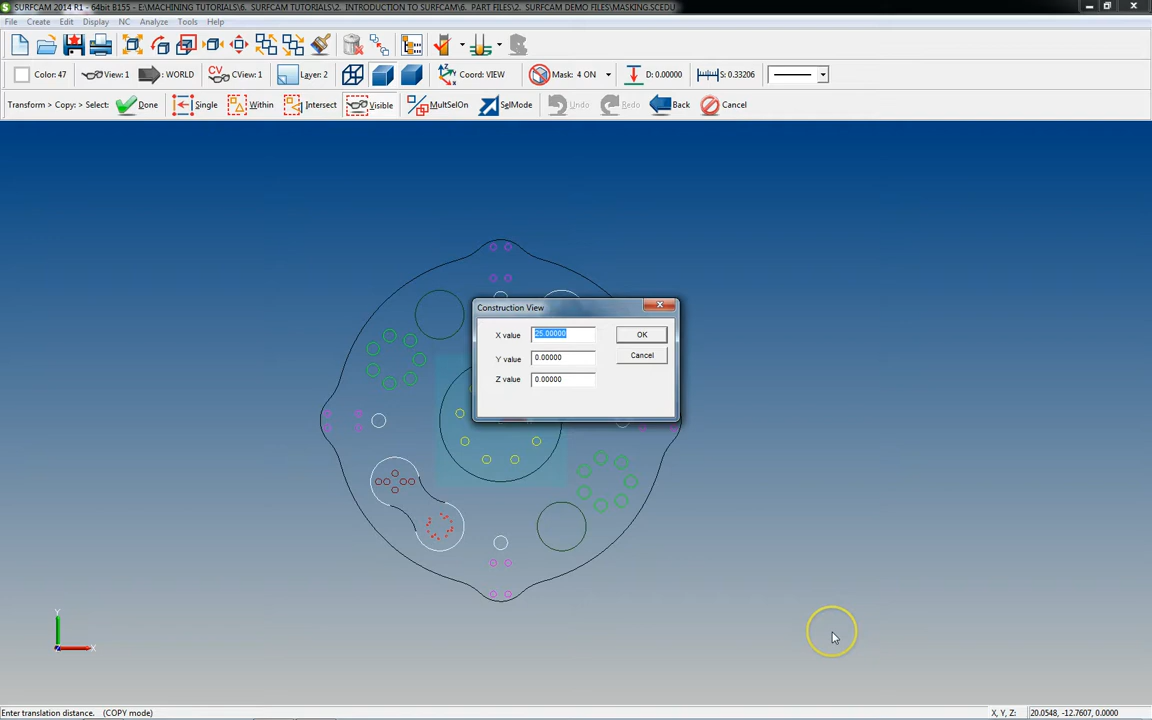 SURFCAM 2014 R1 - 64bit B155 - E:\MACHINING TUTORIALS\6. SURFCAM TUTORIALS\2. INTRODUCTION TO SURFCAM\6. PART FILES\2. SURFCAM DEMO FILES\MASKING.SCEDU
File Create Edit Display NC Analyze Tools Help
Color: 47 View: 1 : WORLD CV CView: 1 Layer: 2 Coord: VIEW Mask: 4 ON D: 0.00000 S: 0.33206
Transform > Copy: > Select: Done Single Within Intersect Visible MultSelOn SelMode Undo Redo Back Cancel
Construction View
X value 25.00000 OK
Y value 0.00000 Cancel
Z value 0.00000
Y
X
Enter translation distance. (COPY mode) X, Y, Z: 20.0548, -12.7607, 0.0000